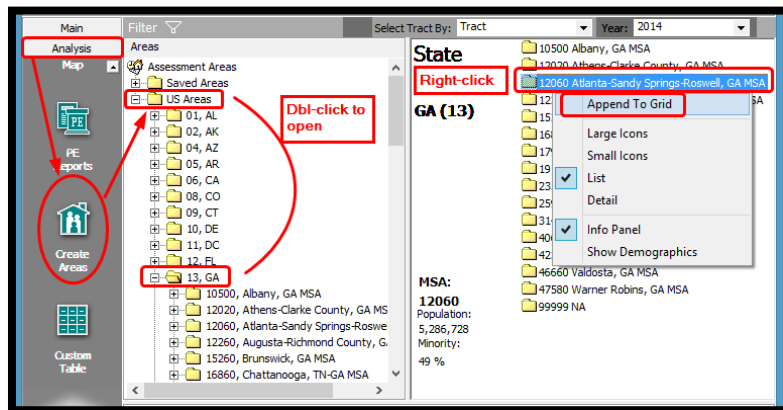 Main
Analysis
Map
PE
Reports
Create
Areas
Custom
Table
Filter
Select Tract By: Tract
Year: 2014
Areas
Assessment Areas
Saved Areas
US Areas
01, AL
02, AK
04, AZ
05, AR
06, CA
08, CO
09, CT
10, DE
11, DC
12, FL
13, GA
10500, Albany, GA MSA
12020, Athens-Clarke County, GA MS
12060, Atlanta-Sandy Springs-Roswe
12260, Augusta-Richmond County, G
15260, Brunswick, GA MSA
16860, Chattanooga, TN-GA MSA
Dbl-click to
open
State
Right-click
GA (13)
MSA:
12060
Population:
5,286,728
Minority:
49 %
10500 Albany, GA MSA
12020 Athens-Clarke County, GA MSA
12060 Atlanta-Sandy Springs-Roswell, GA MSA
46660 Valdosta, GA MSA
47580 Warner Robins, GA MSA
99999 NA
Append To Grid
Large Icons
Small Icons
List
Detail
Info Panel
Show Demographics